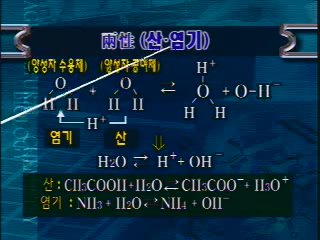 兩性 (산·염기)
(양성자 수용체) (양성자 공여체)
H⁺
O + O ⇄ O + O-H⁻
H H H H H H
H⁺
염기 산
H₂O ⇄ H⁺ + OH⁻
산 : CH₃COOH+H₂O⇄CH₃COO⁻+H₃O⁺
염기 : NH₃ + H₂O⇄NH₄ + OH⁻